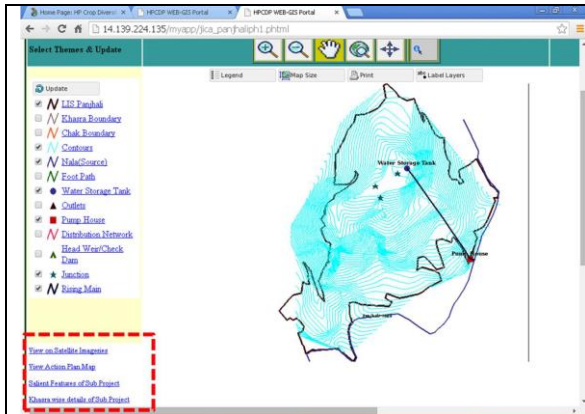 Home Page: HP Crop Divers
HPCDP WEB-GIS Portal
HPCDP WEB-GIS Portal
14.139.224.135/myapp/jica_panjhaliph1.phtml
Select Themes & Update
Legend
Map Size
Print
Label Layers
Update
LIS Panjhali
Khasra Boundary
Chak Boundary
Contours
Nala(Source)
Foot Path
Water Storage Tank
Outlets
Pump House
Distribution Network
Head Weir/Check
Dam
Junction
Rising Main
Water Storage Tank
Pump House
View on Satellite Imageries
View Action Plan Map
Salient Features of Sub Project
Khasra wise details of Sub Project